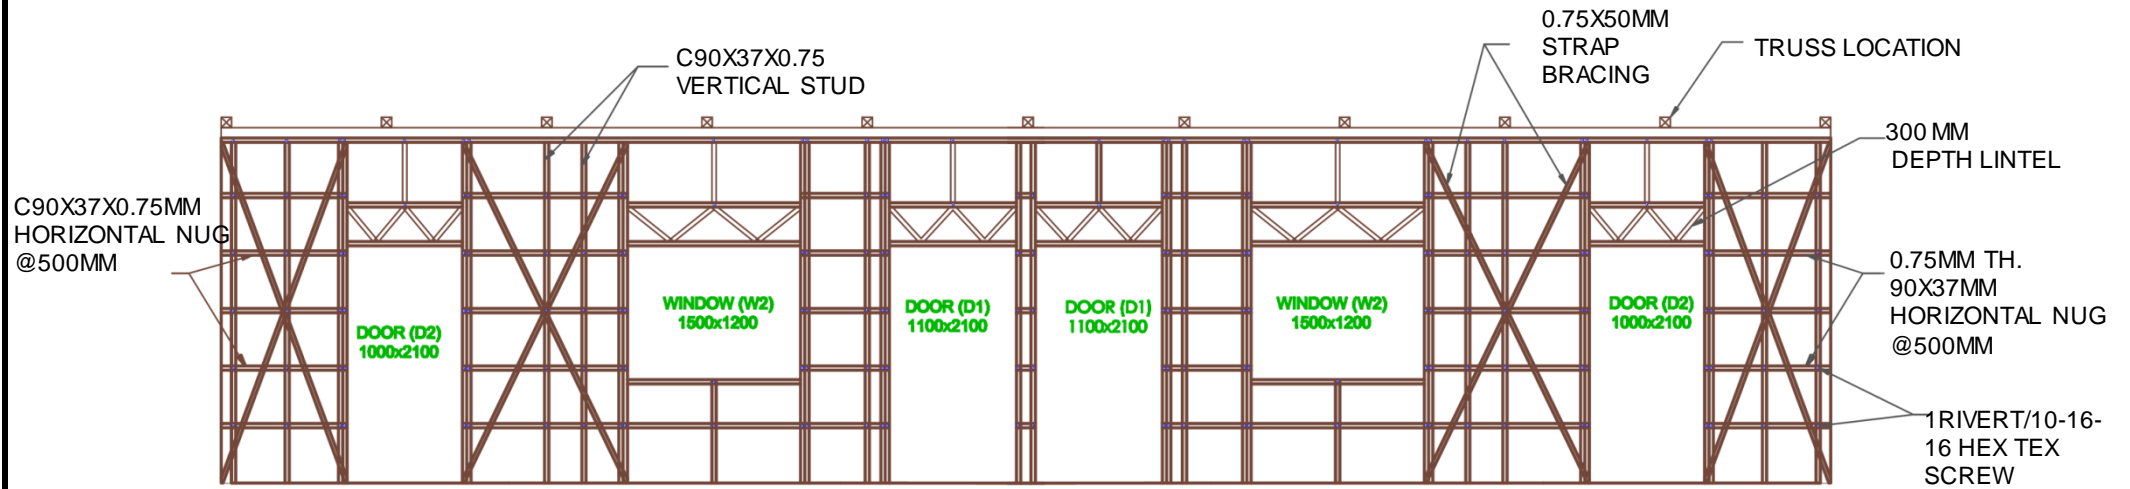 0.75X50MM
STRAP
BRACING
TRUSS LOCATION
C90X37X0.75
VERTICAL STUD
300 MM
DEPTH LINTEL
C90X37X0.75MM
HORIZONTAL NUG
@500MM
0.75MM TH.
90X37MM
HORIZONTAL NUG
@500MM
DOOR (D2)
1000x2100
WINDOW (W2)
1500x1200
DOOR (D1)
1100x2100
DOOR (D1)
1100x2100
WINDOW (W2)
1500x1200
DOOR (D2)
1000x2100
1RIVERT/10-16-
16 HEX TEX
SCREW